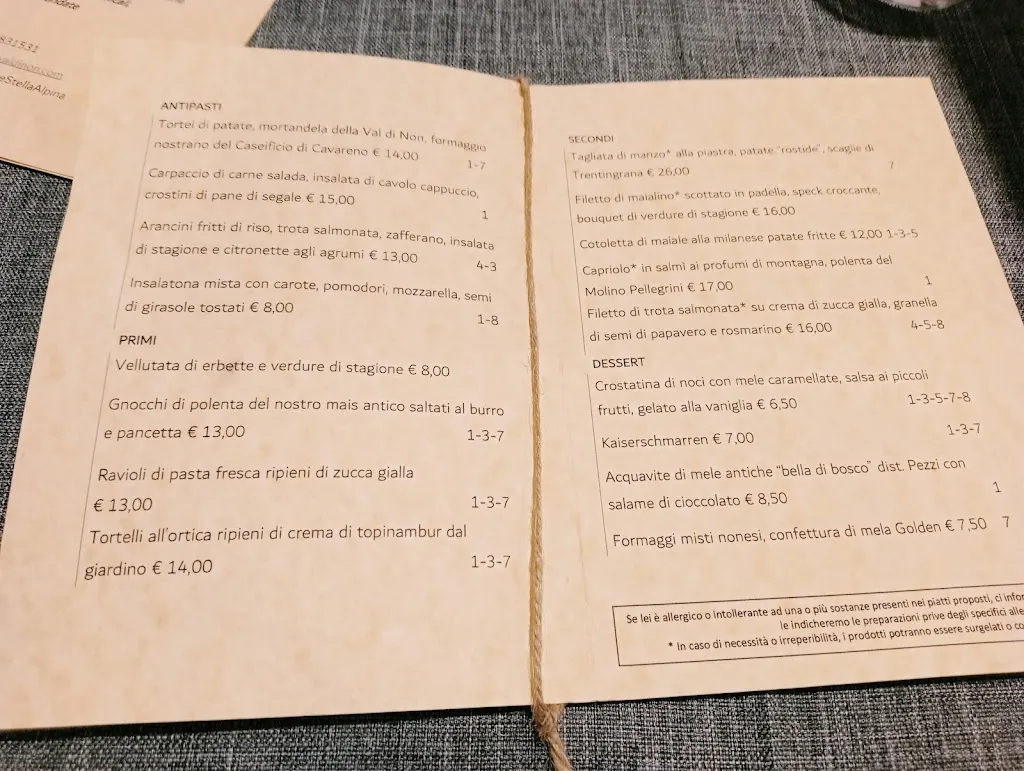 831531
StellaAlpina
ANTIPASTI
Tortei di patate, mortandela della Val di Non, formaggio
nostrano del Caseificio di Cavareno € 14,00
1-7
Carpaccio di carne salada, insalata di cavolo cappuccio,
crostini di pane di segale € 15,00
1
Arancini fritti di riso, trota salmonata, zafferano, insalata
di stagione e citronette agli agrumi € 13,00
4-3
Insalatona mista con carote, pomodori, mozzarella, semi
di girasole tostati € 8,00
1-8
PRIMI
Vellutata di erbette e verdure di stagione € 8,00
Gnocchi di polenta del nostro mais antico saltati al burro
e pancetta € 13,00 1-3-7
Ravioli di pasta fresca ripieni di zucca gialla
€ 13,00 1-3-7
Tortelli all'ortica ripieni di crema di topinambur dal
giardino € 14,00 1-3-7
SECONDI
Tagliata di manzo* alla piastra, patate "rostide", scaglie di
Trentingrana € 26,00 7
Filetto di maialino* scottato in padella, speck croccante,
bouquet di verdure di stagione € 16,00
Cotoletta di maiale alla milanese patate fritte € 12,00 1-3-5
Capriolo* in salmì ai profumi di montagna, polenta del
Molino Pellegrini € 17,00 1
Filetto di trota salmonata* su crema di zucca gialla, granella
di semi di papavero e rosmarino € 16,00 4-5-8
DESSERT
Crostatina di noci con mele caramellate, salsa ai piccoli
frutti, gelato alla vaniglia € 6,50 1-3-5-7-8
Kaiserschmarren € 7,00 1-3-7
Acquavite di mele antiche "bella di bosco" dist. Pezzi con
salame di cioccolato € 8,50 1
Formaggi misti nonesi, confettura di mela Golden € 7,50 7
Se lei è allergico o intollerante ad una o più sostanze presenti nei piatti proposti, ci infor
le indicheremo le preparazioni prive degli specifici alle
* In caso di necessità o irreperibilità, i prodotti potranno essere surgelati o co